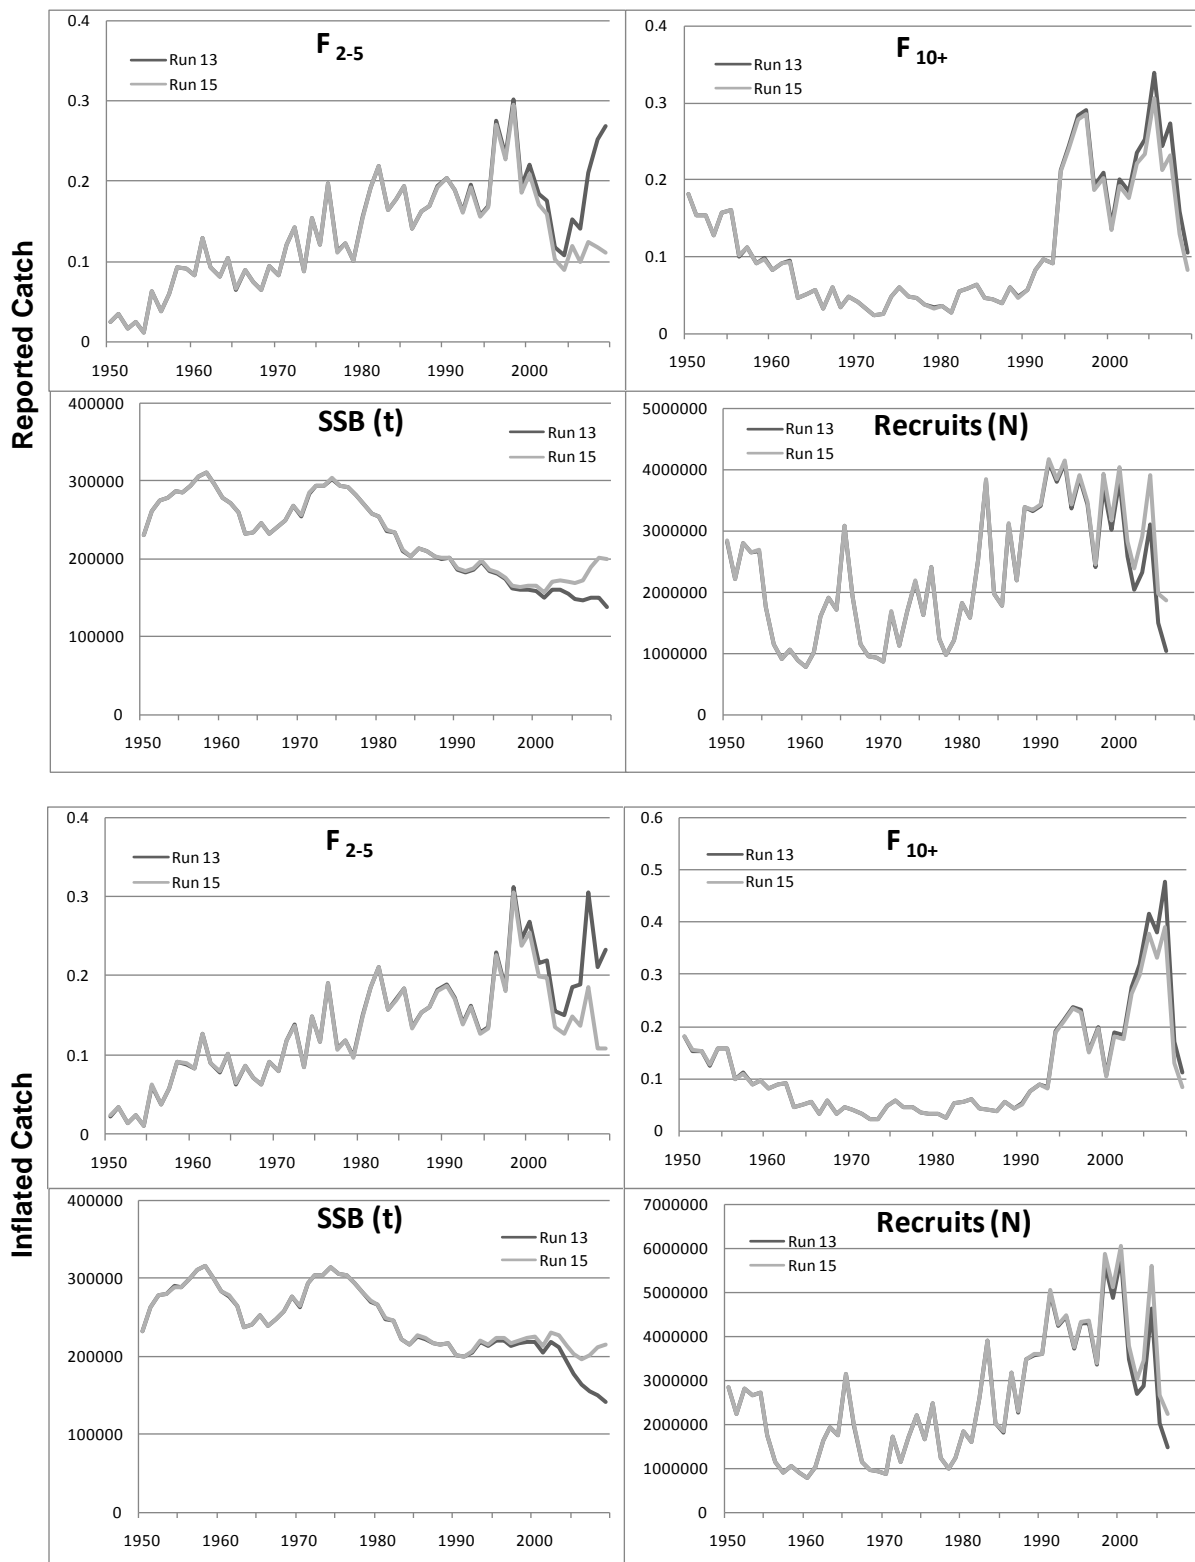 Reported Catch
F 2-5
Run 13
Run 15
0.4
0.3
0.2
0.1
0
1950 1960 1970 1980 1990 2000
F 10+
Run 13
Run 15
0.4
0.3
0.2
0.1
0
1950 1960 1970 1980 1990 2000
SSB (t)
Run 13
Run 15
400000
300000
200000
100000
0
1950 1960 1970 1980 1990 2000
Recruits (N)
Run 13
Run 15
5000000
4000000
3000000
2000000
1000000
0
1950 1960 1970 1980 1990 2000
Inflated Catch
F 2-5
Run 13
Run 15
0.4
0.3
0.2
0.1
0
1950 1960 1970 1980 1990 2000
F 10+
Run 13
Run 15
0.6
0.5
0.4
0.3
0.2
0.1
0
1950 1960 1970 1980 1990 2000
SSB (t)
Run 13
Run 15
400000
300000
200000
100000
0
1950 1960 1970 1980 1990 2000
Recruits (N)
Run 13
Run 15
7000000
6000000
5000000
4000000
3000000
2000000
1000000
0
1950 1960 1970 1980 1990 2000